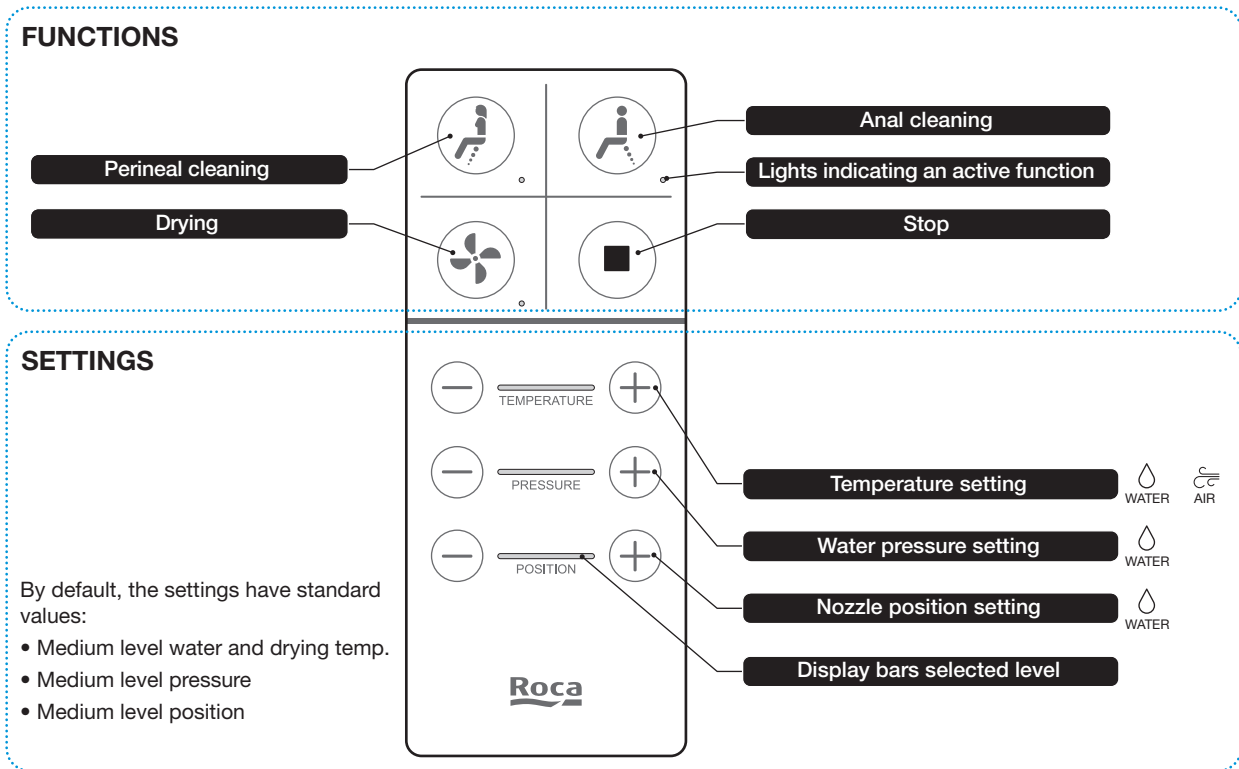 FUNCTIONS
Anal cleaning
Perineal cleaning
Lights indicating an active function
Drying
Stop
SETTINGS
TEMPERATURE
PRESSURE
Temperature setting
WATER
AIR
Water pressure setting
WATER
POSITION
Nozzle position setting
WATER
By default, the settings have standard
values:
• Medium level water and drying temp.
• Medium level pressure
• Medium level position
Display bars selected level
Roca